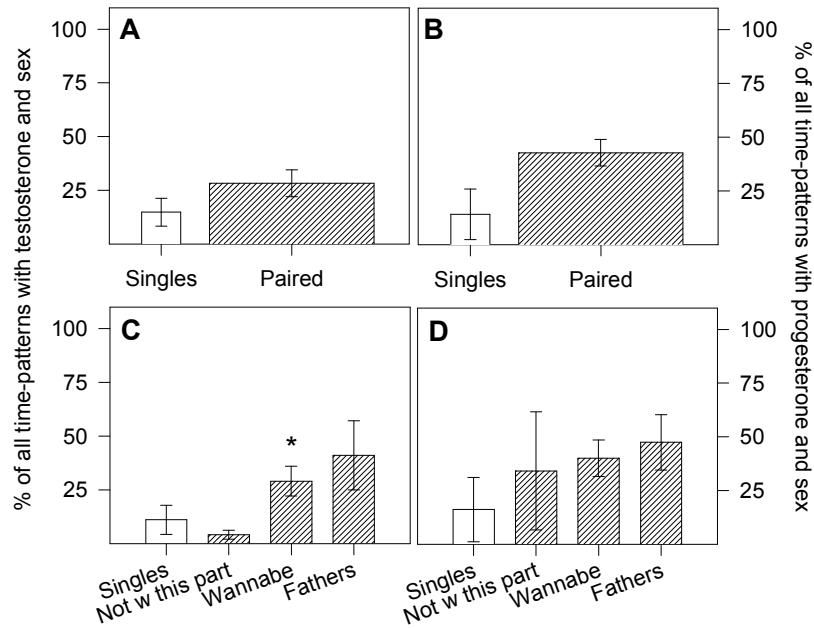 % of all time-patterns with testosterone and sex
A
100
75
50
25
Singles Paired
B
100
75
50
25
Singles Paired
% of all time-patterns with progesterone and sex
C
100
75
50
25
*
Singles
Not w this part
Wannabe
Fathers
D
100
75
50
25
Singles
Not w this part
Wannabe
Fathers